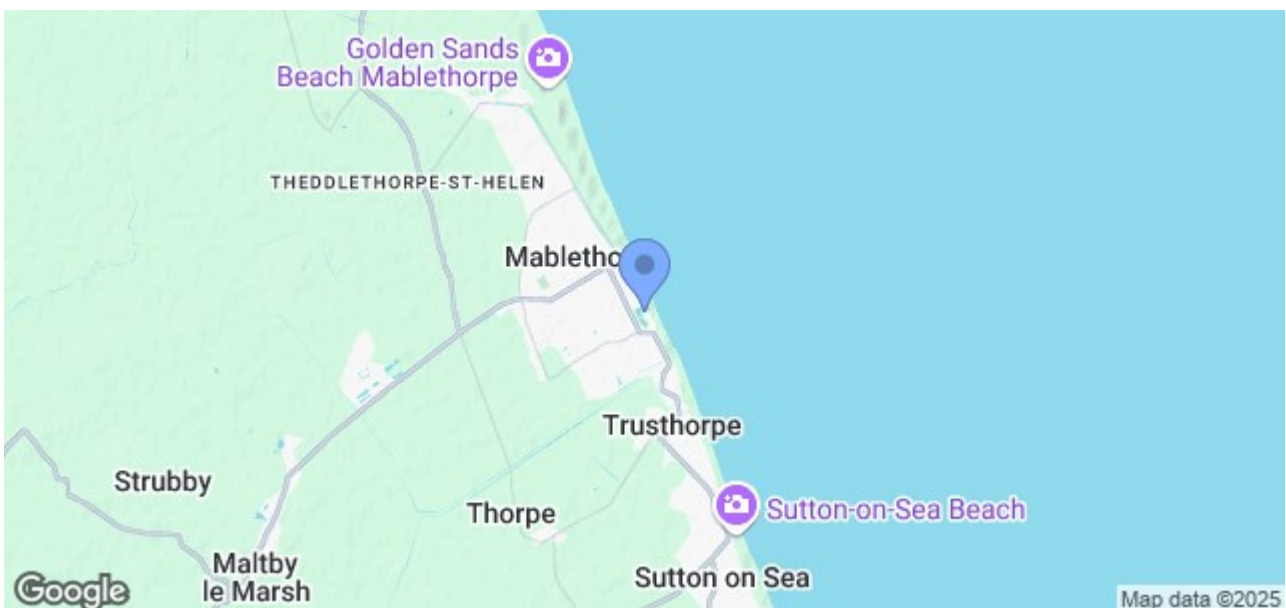 Golden Sands
Beach Mablethorpe
THEDDLETHORPE-ST-HELEN
Mabletho
Trusthorpe
Strubby
Thorpe
Sutton-on-Sea Beach
Maltby
le Marsh
Sutton on Sea
Google
Map data ©2025